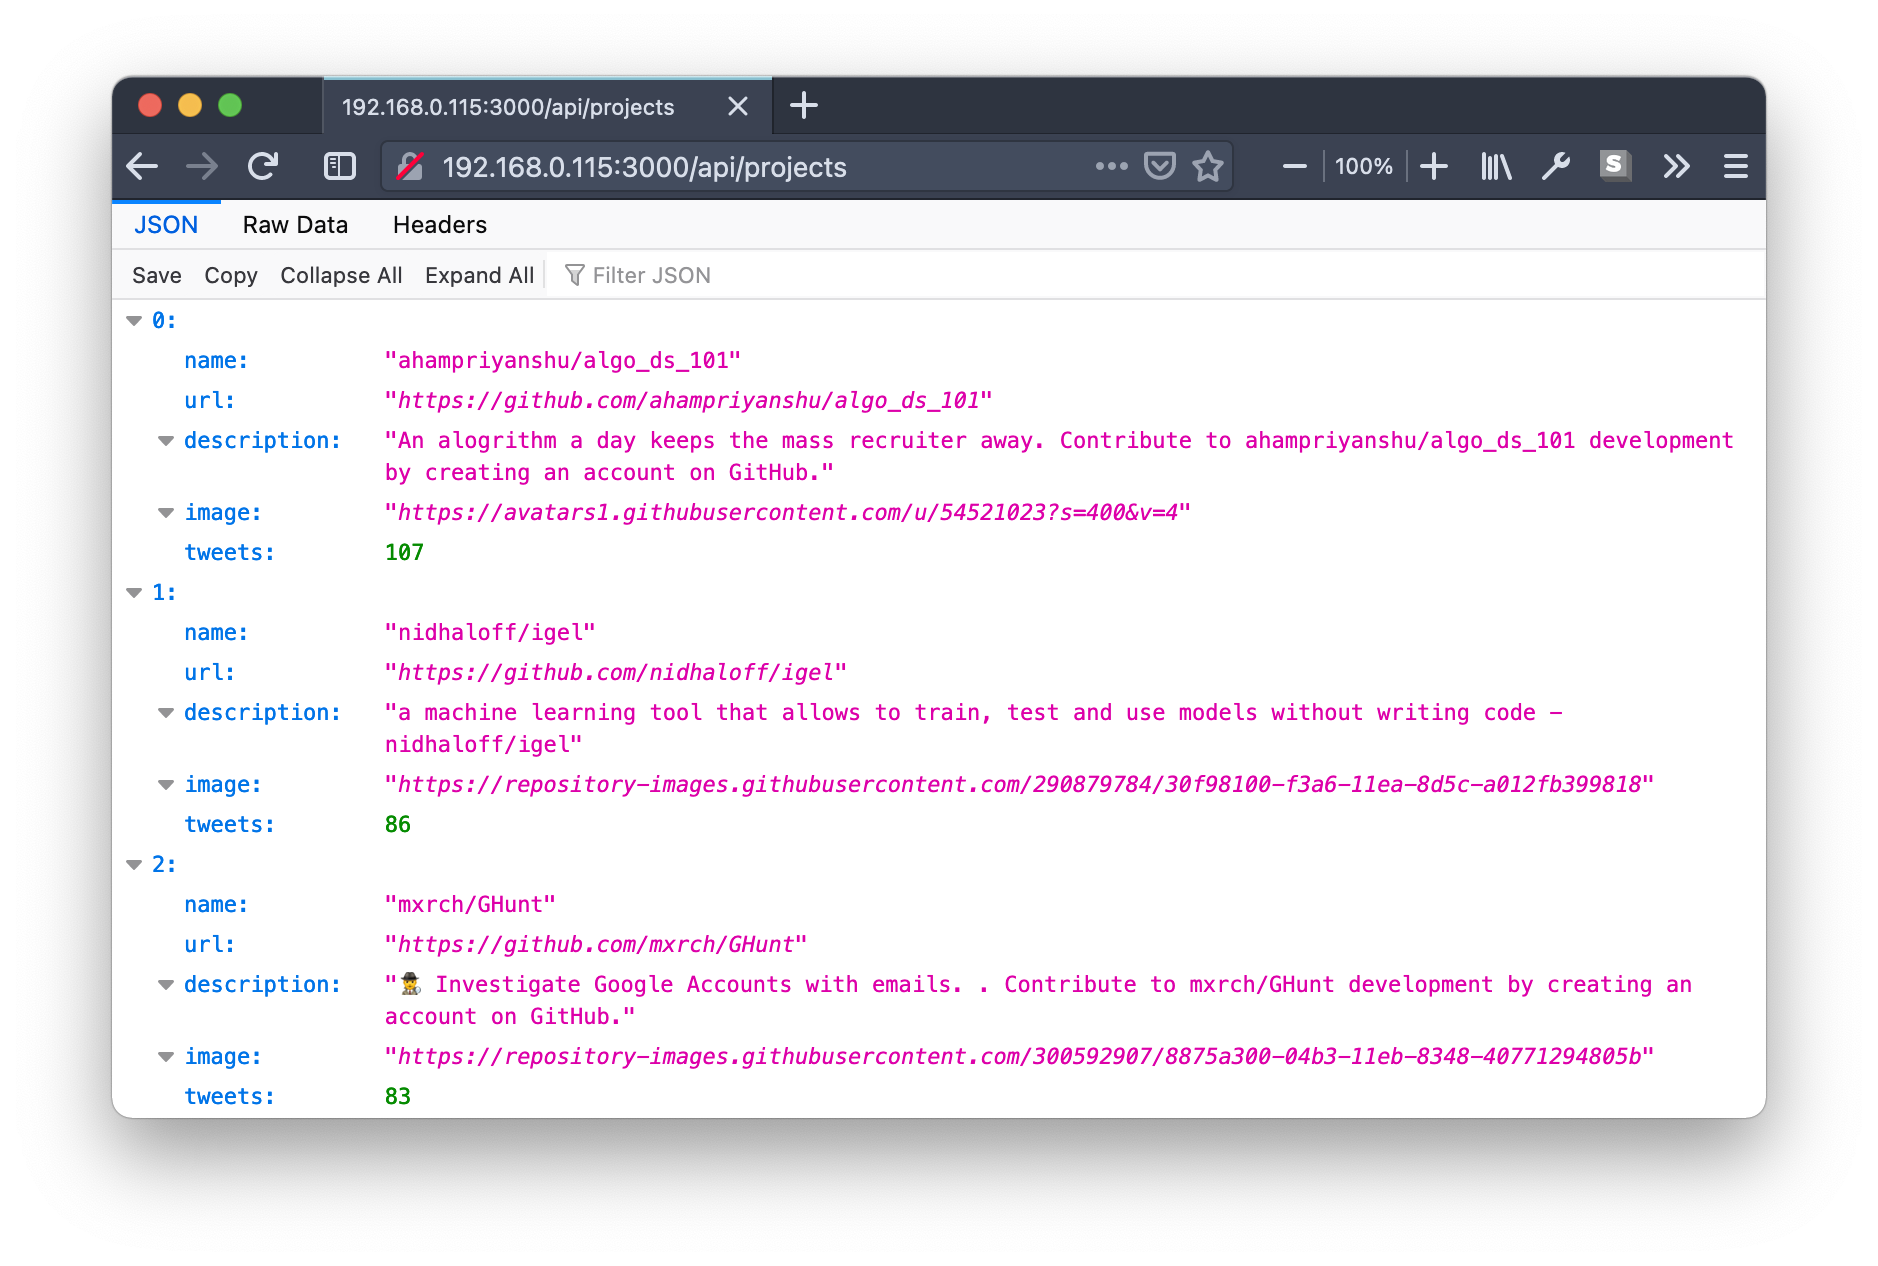 192.168.0.115:3000/api/projects
192.168.0.115:3000/api/projects 100% S
JSON Raw Data Headers
Save Copy Collapse All Expand All Filter JSON
0:
name: "ahampriyanshu/algo_ds_101"
url: "https://github.com/ahampriyanshu/algo_ds_101"
description: "An alogrithm a day keeps the mass recruiter away. Contribute to ahampriyanshu/algo_ds_101 development
by creating an account on GitHub."
image: "https://avatars1.githubusercontent.com/u/54521023?s=400&v=4"
tweets: 107
1:
name: "nidhaloff/igel"
url: "https://github.com/nidhaloff/igel"
description: "a machine learning tool that allows to train, test and use models without writing code –
nidhaloff/igel"
image: "https://repository-images.githubusercontent.com/290879784/30f98100-f3a6-11ea-8d5c-a012fb399818"
tweets: 86
2:
name: "mxrch/GHunt"
url: "https://github.com/mxrch/GHunt"
description: "🕵️ Investigate Google Accounts with emails. . Contribute to mxrch/GHunt development by creating an
account on GitHub."
image: "https://repository-images.githubusercontent.com/300592907/8875a300-04b3-11eb-8348-40771294805b"
tweets: 83